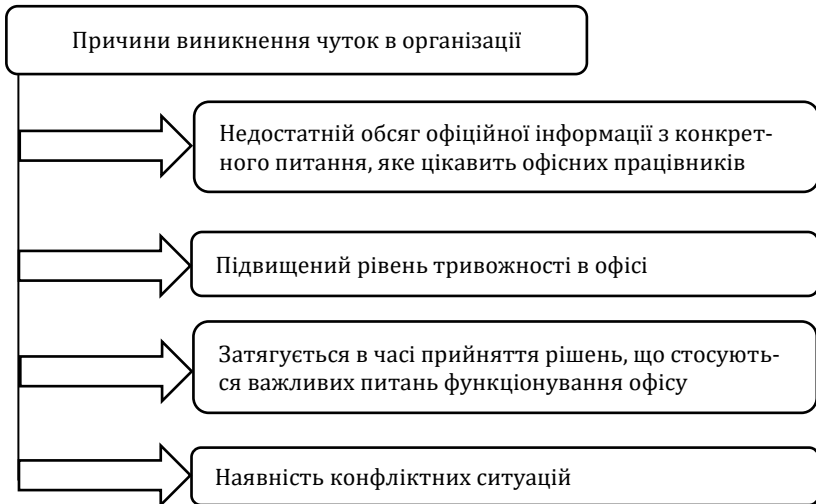 Причини виникнення чуток в організації
Недостатній обсяг офіційної інформації з конкрет-
ного питання, яке цікавить офісних працівників
Підвищений рівень тривожності в офісі
Затягується в часі прийняття рішень, що стосують-
ся важливих питань функціонування офісу
Наявність конфліктних ситуацій